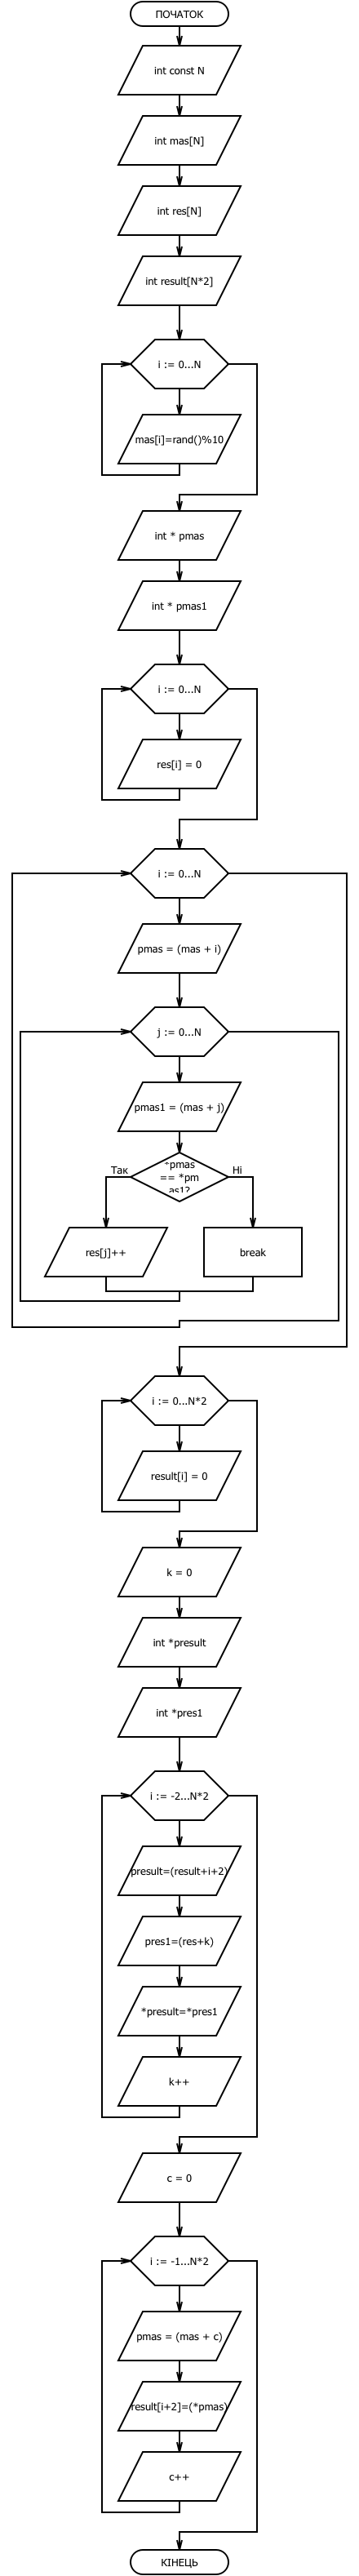 ПОЧАТОК
int const N
int mas[N]
int res[N]
int result[N*2]
i := 0...N
mas[i]=rand()%10
int * pmas
int * pmas1
i := 0...N
res[i] = 0
i := 0...N
pmas = (mas + i)
j := 0...N
pmas1 = (mas + j)
*pmas
== *pm
as1?
Так
Ні
res[j]++
break
i := 0...N*2
result[i] = 0
k = 0
int *presult
int *pres1
i := -2...N*2
presult=(result+i+2)
pres1=(res+k)
*presult=*pres1
k++
c = 0
i := -1...N*2
pmas = (mas + c)
result[i+2]=(*pmas)
c++
КІНЕЦЬ